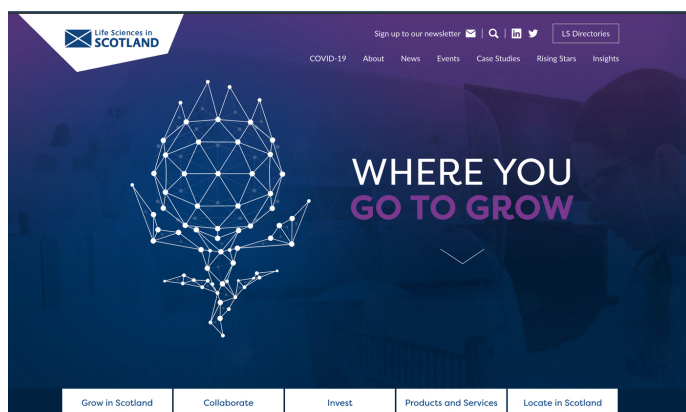 Life Sciences in
SCOTLAND
Sign up to our newsletter
LS Directories
COVID-19 About News Events Case Studies Rising Stars Insights
WHERE YOU
GO TO GROW
Grow in Scotland Collaborate Invest Products and Services Locate in Scotland